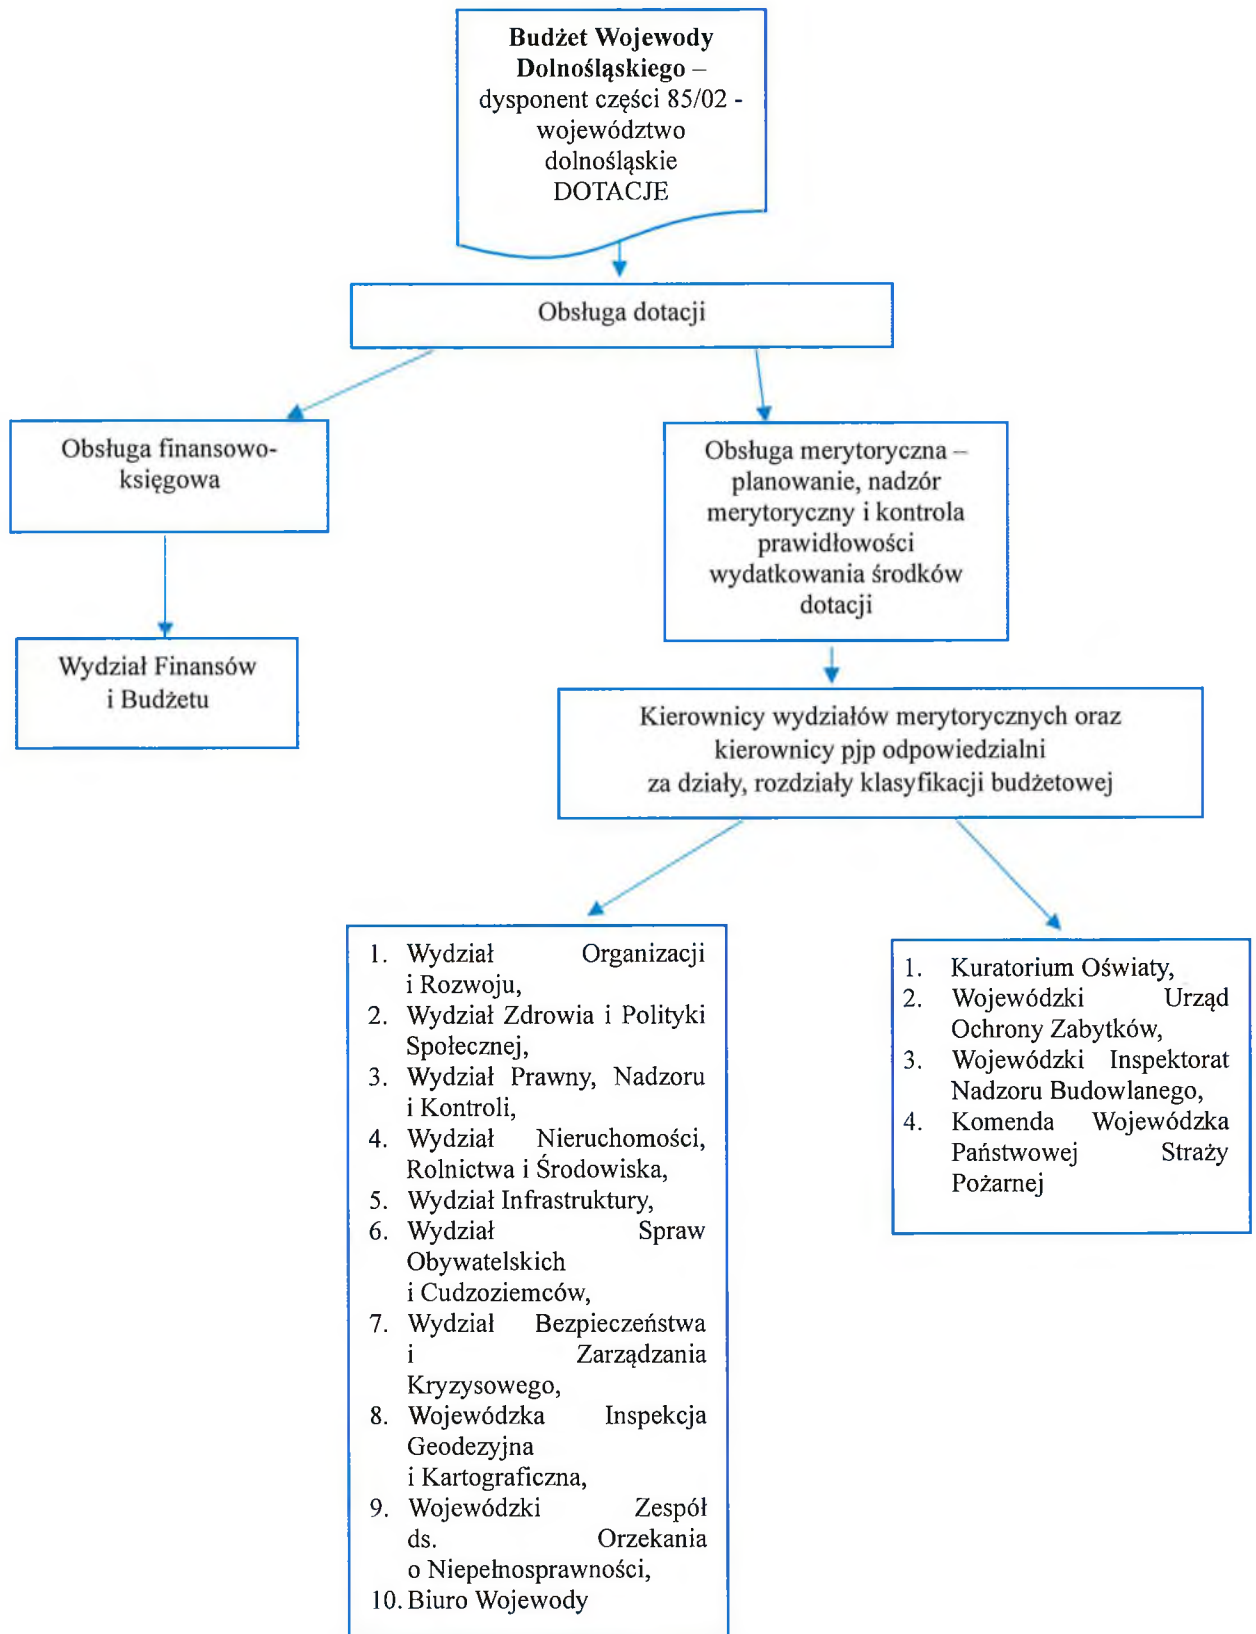 Budżet Wojewody
Dolnośląskiego –
dysponent części 85/02 -
województwo
dolnośląskie
DOTACJE
Obsługa dotacji
Obsługa finansowo-
księgowa
Obsługa merytoryczna –
planowanie, nadzór
merytoryczny i kontrola
prawidłowości
wydatkowania środków
dotacji
Wydział Finansów
i Budżetu
Kierownicy wydziałów merytorycznych oraz
kierownicy pjp odpowiedzialni
za działy, rozdziały klasyfikacji budżetowej
1. Wydział Organizacji
i Rozwoju,
2. Wydział Zdrowia i Polityki
Społecznej,
3. Wydział Prawny, Nadzoru
i Kontroli,
4. Wydział Nieruchomości,
Rolnictwa i Środowiska,
5. Wydział Infrastruktury,
6. Wydział Spraw
Obywatelskich
i Cudzoziemców,
7. Wydział Bezpieczeństwa
i Zarządzania
Kryzysowego,
8. Wojewódzka Inspekcja
Geodezyjna
i Kartograficzna,
9. Wojewódzki Zespół
ds. Orzekania
o Niepełnosprawności,
10. Biuro Wojewody
1. Kuratorium Oświaty,
2. Wojewódzki Urząd
Ochrony Zabytków,
3. Wojewódzki Inspektorat
Nadzoru Budowlanego,
4. Komenda Wojewódzka
Państwowej Straży
Pożarnej